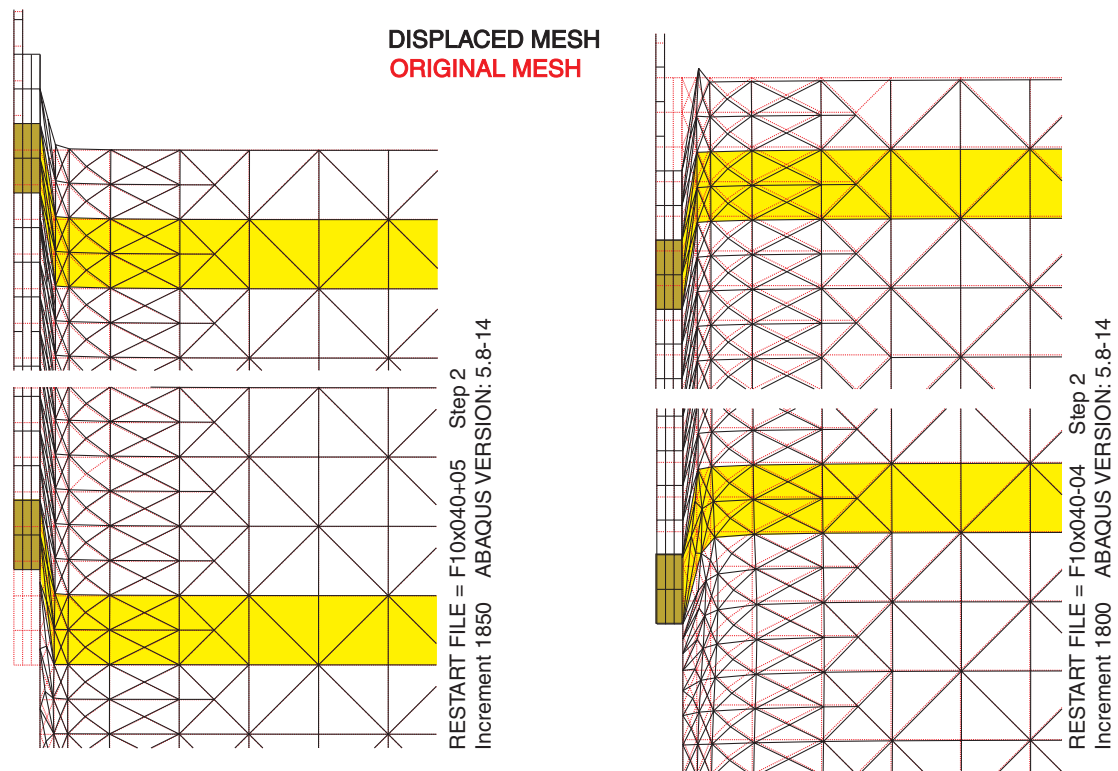 DISPLACED MESH
ORIGINAL MESH
RESTART FILE = F10x040+05 Step 2
Increment 1850 ABAQUS VERSION: 5.8-14
RESTART FILE = F10x040-04 Step 2
Increment 1800 ABAQUS VERSION: 5.8-14